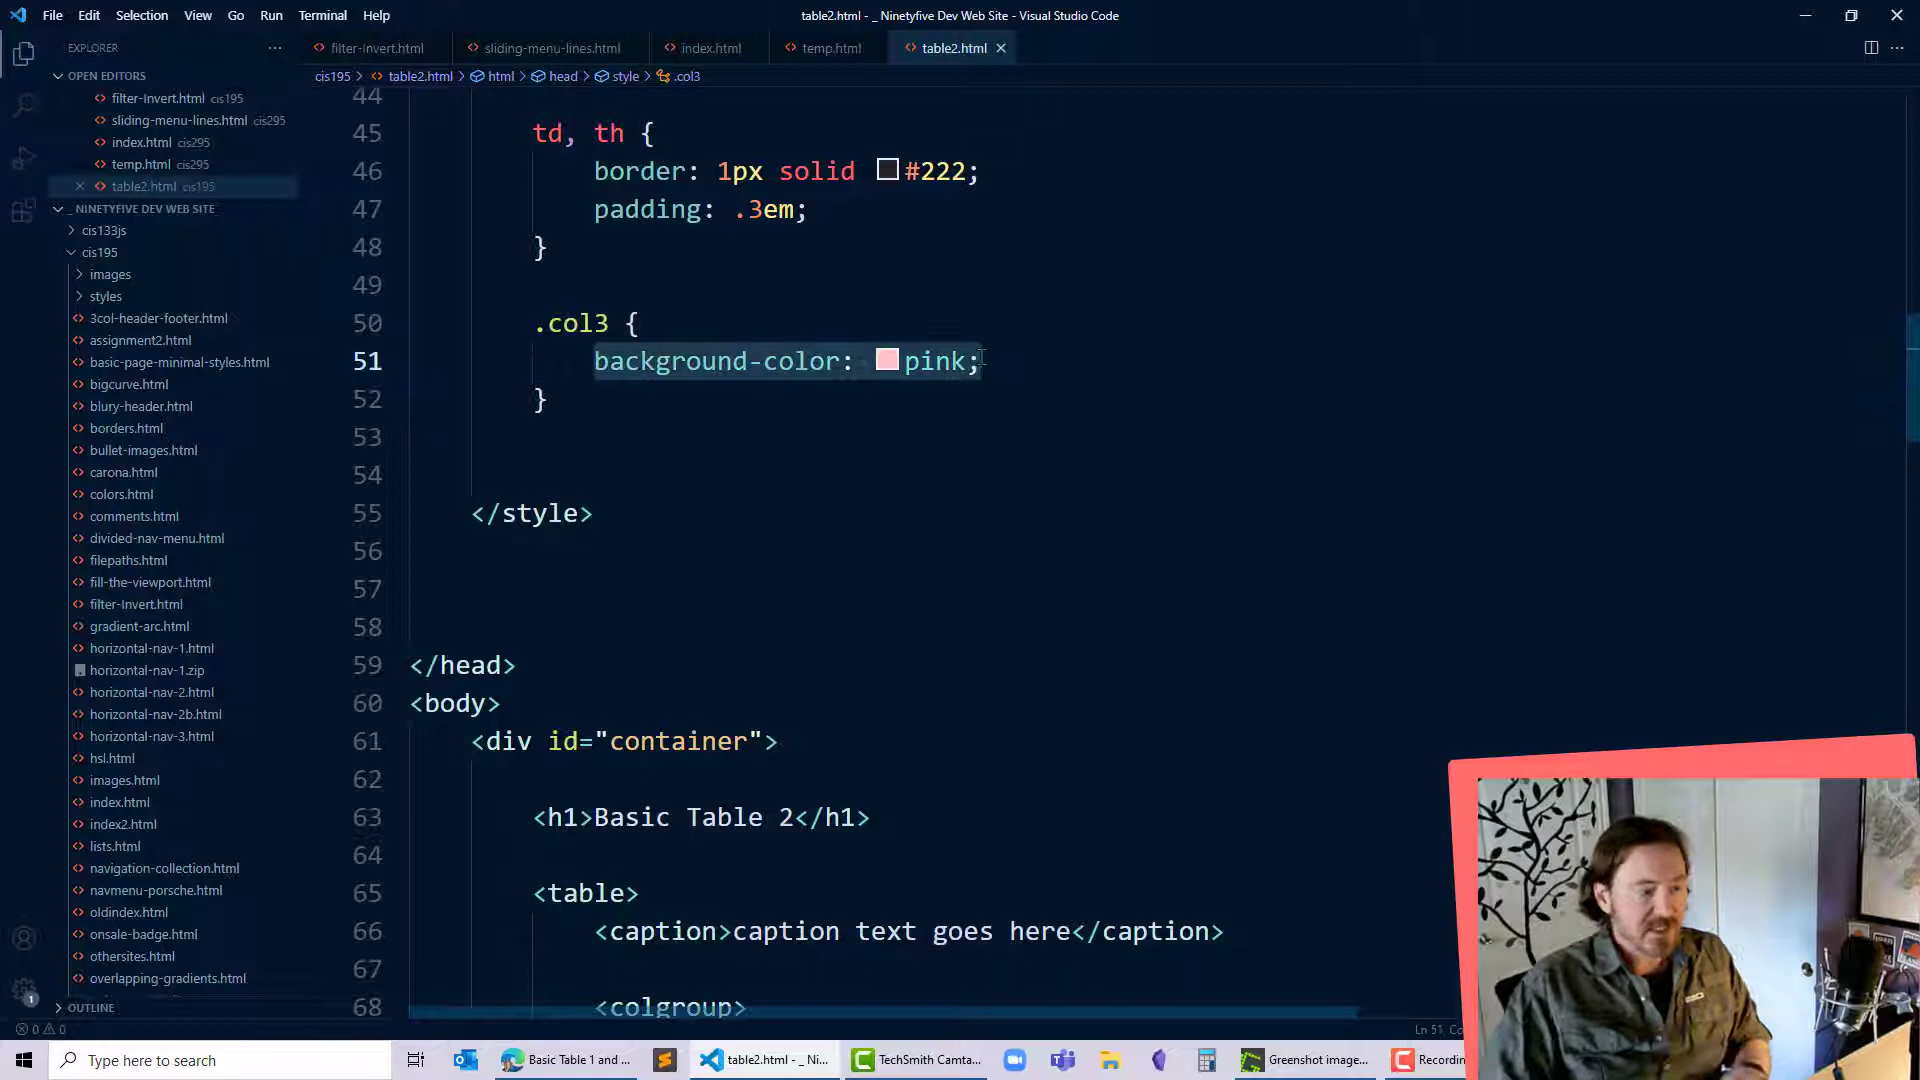 File Edit Selection View Go Run Terminal Help
table2.html - _ Ninetyfive Dev Web Site - Visual Studio Code
EXPLORER
filter-Invert.html sliding-menu-lines.html index.html temp.html table2.html
cis195 > table2.html > html > head > style > .col3
OPEN EDITORS
filter-Invert.html cis195
sliding-menu-lines.html cis295
index.html cis295
temp.html cis295
table2.html cis195
_ NINETYFIVE DEV WEB SITE
cis133js
cis195
images
styles
3col-header-footer.html
assignment2.html
basic-page-minimal-styles.html
bigcurve.html
blury-header.html
borders.html
bullet-images.html
carona.html
colors.html
comments.html
divided-nav-menu.html
filepaths.html
fill-the-viewport.html
filter-Invert.html
gradient-arc.html
horizontal-nav-1.html
horizontal-nav-1.zip
horizontal-nav-2.html
horizontal-nav-2b.html
horizontal-nav-3.html
hsl.html
images.html
index.html
index2.html
lists.html
navigation-collection.html
navmenu-porsche.html
oldindex.html
onsale-badge.html
othersites.html
overlapping-gradients.html
OUTLINE
1
44
45 td, th {
46 border: 1px solid #222;
47 padding: .3em;
48 }
49
50 .col3 {
51 background-color: pink;
52 }
53
54
55 </style>
56
57
58
59 </head>
60 <body>
61 <div id="container">
62
63 <h1>Basic Table 2</h1>
64
65 <table>
66 <caption>caption text goes here</caption>
67
68 <colgroup>
0 0
Ln 51, Co
Type here to search
Basic Table 1 and ...
table2.html - _ Ni...
TechSmith Camta...
Greenshot image...
Recording